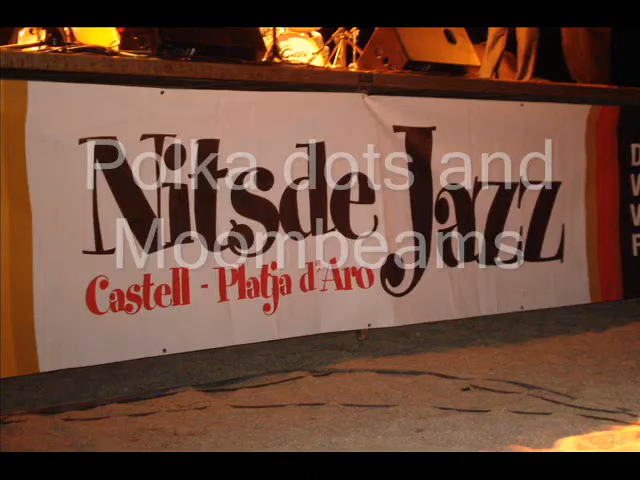 Polka dots and
Moonbeams
Nits de Jazz
Castell - Platja d'Aro
D
V
V
F